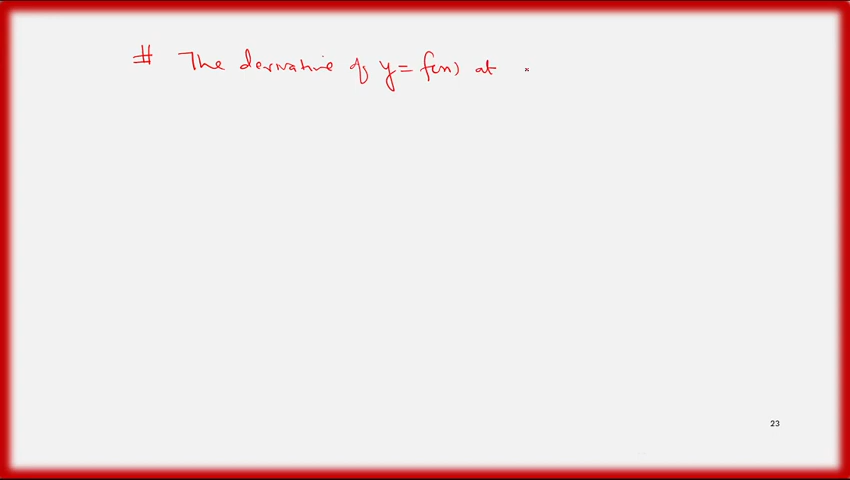 # The derivative of y = f(x) at
23